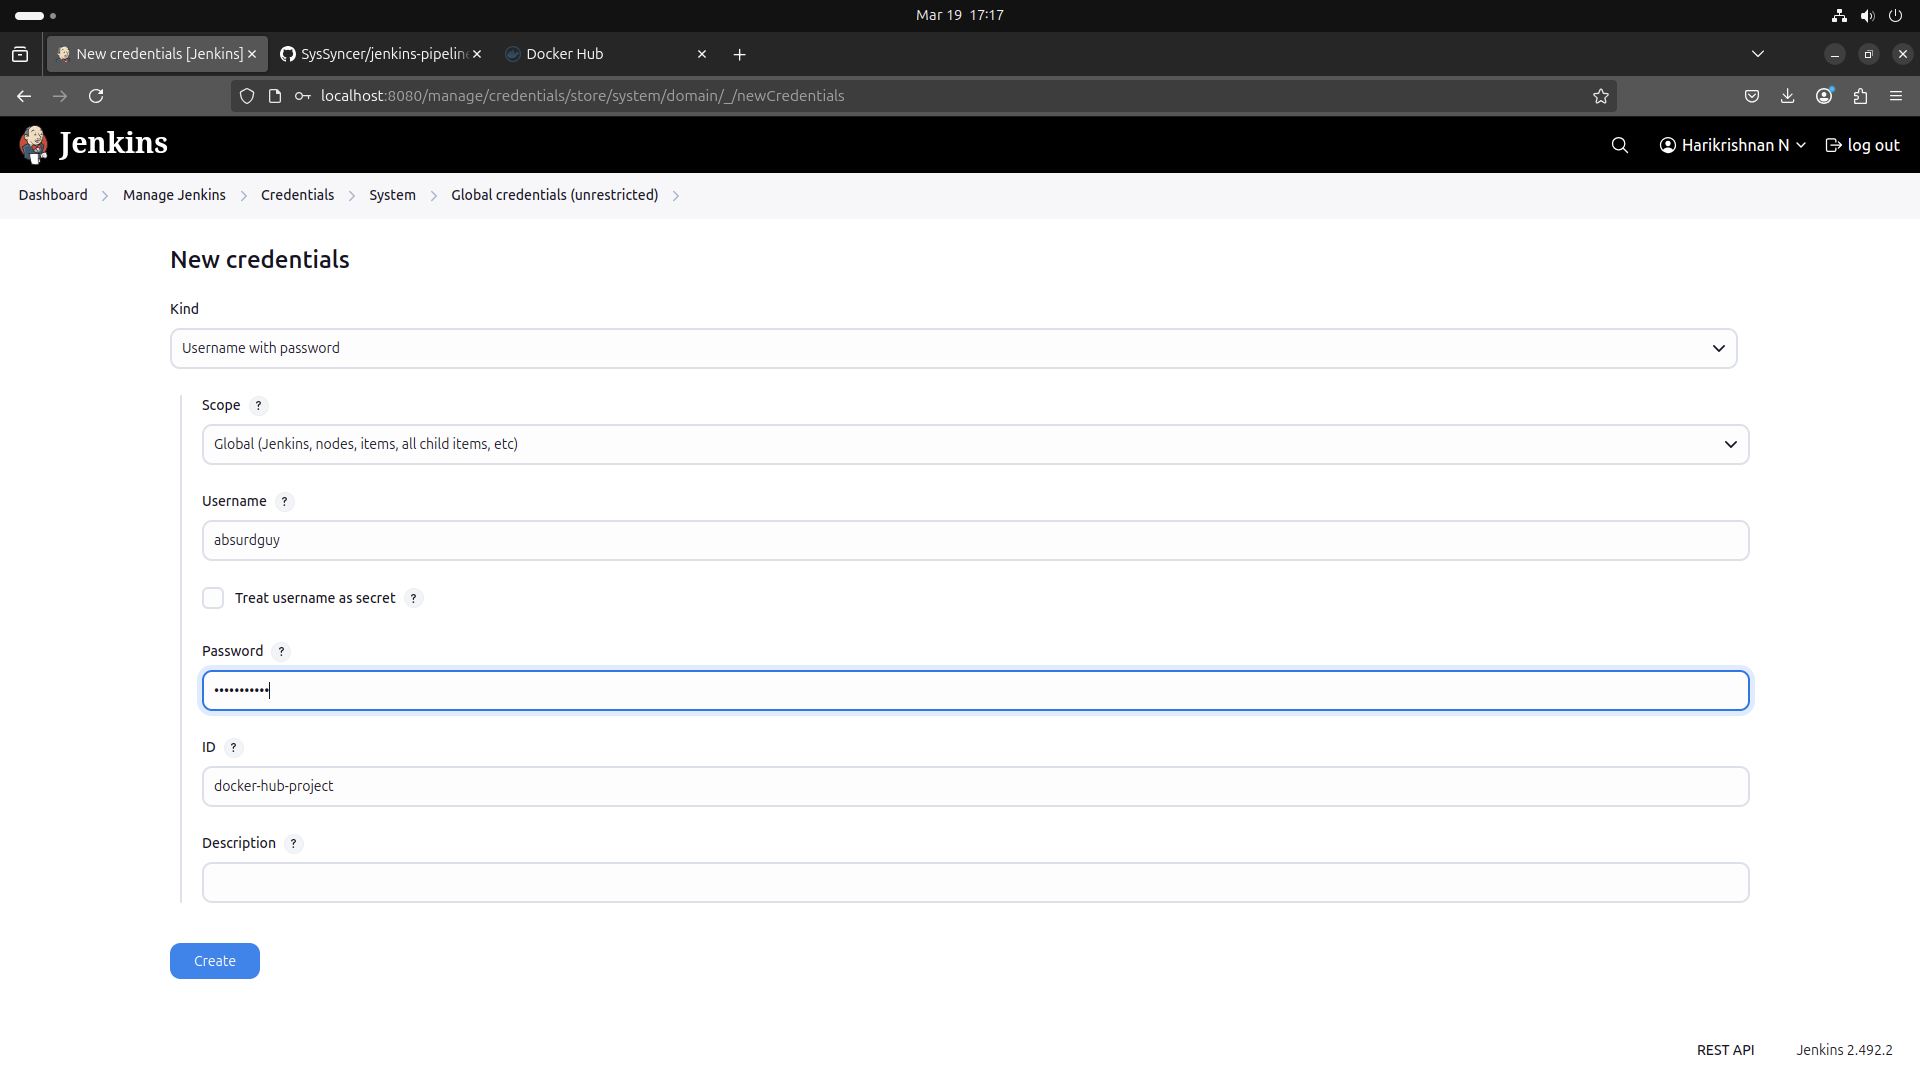 Mar 19 17:17
New credentials [Jenkins]
SysSyncer/jenkins-pipeline
Docker Hub
localhost:8080/manage/credentials/store/system/domain/_/newCredentials
Jenkins
Harikrishnan N
log out
Dashboard
Manage Jenkins
Credentials
System
Global credentials (unrestricted)
New credentials
Kind
Username with password
Scope ?
Global (Jenkins, nodes, items, all child items, etc)
Username ?
absurdguy
Treat username as secret ?
Password ?
•••••••••••
ID ?
docker-hub-project
Description ?
Create
REST API
Jenkins 2.492.2